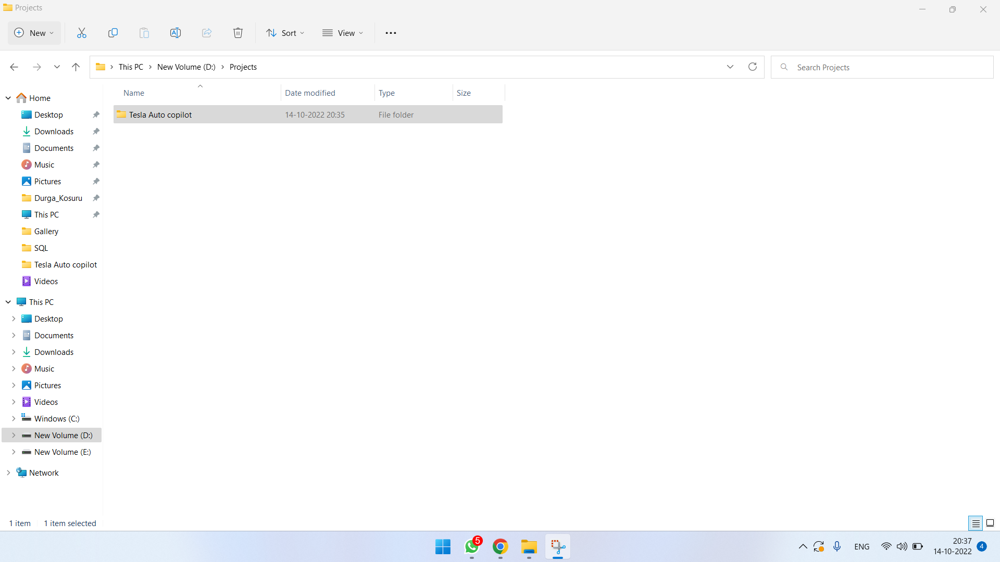 Projects
New
Sort
View
This PC
New Volume (D:)
Projects
Search Projects
Name
Date modified
Type
Size
Tesla Auto copilot
14-10-2022 20:35
File folder
Home
Desktop
Downloads
Documents
Music
Pictures
Durga_Kosuru
This PC
Gallery
SQL
Tesla Auto copilot
Videos
This PC
Desktop
Documents
Downloads
Music
Pictures
Videos
Windows (C:)
New Volume (D:)
New Volume (E:)
Network
1 item
1 item selected
5
ENG
20:37
14-10-2022
4